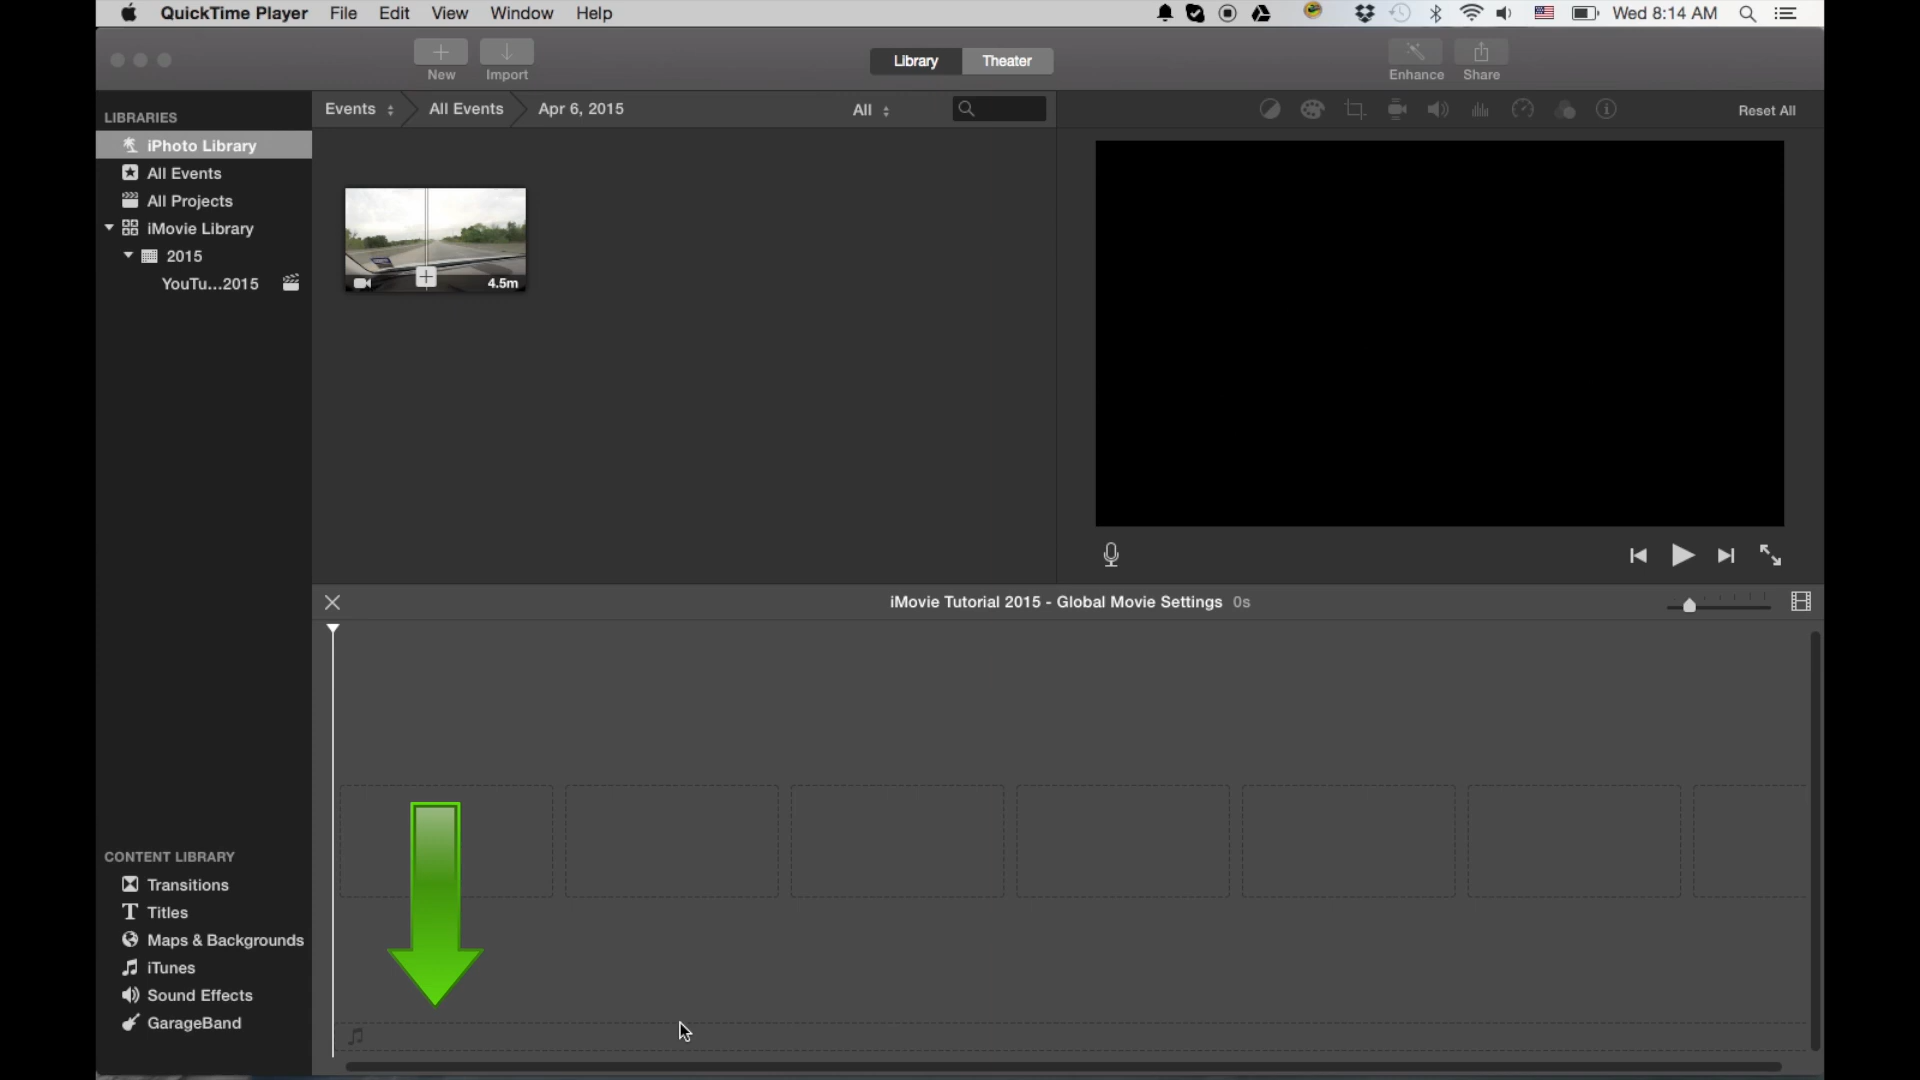 QuickTime Player File Edit View Window Help Wed 8:14 AM
New Import Library Theater Enhance Share
LIBRARIES
iPhoto Library
All Events
All Projects
iMovie Library
2015
YouTu...2015
Events All Events Apr 6, 2015 All
Reset All
4.5m
iMovie Tutorial 2015 - Global Movie Settings 0s
CONTENT LIBRARY
Transitions
Titles
Maps & Backgrounds
iTunes
Sound Effects
GarageBand